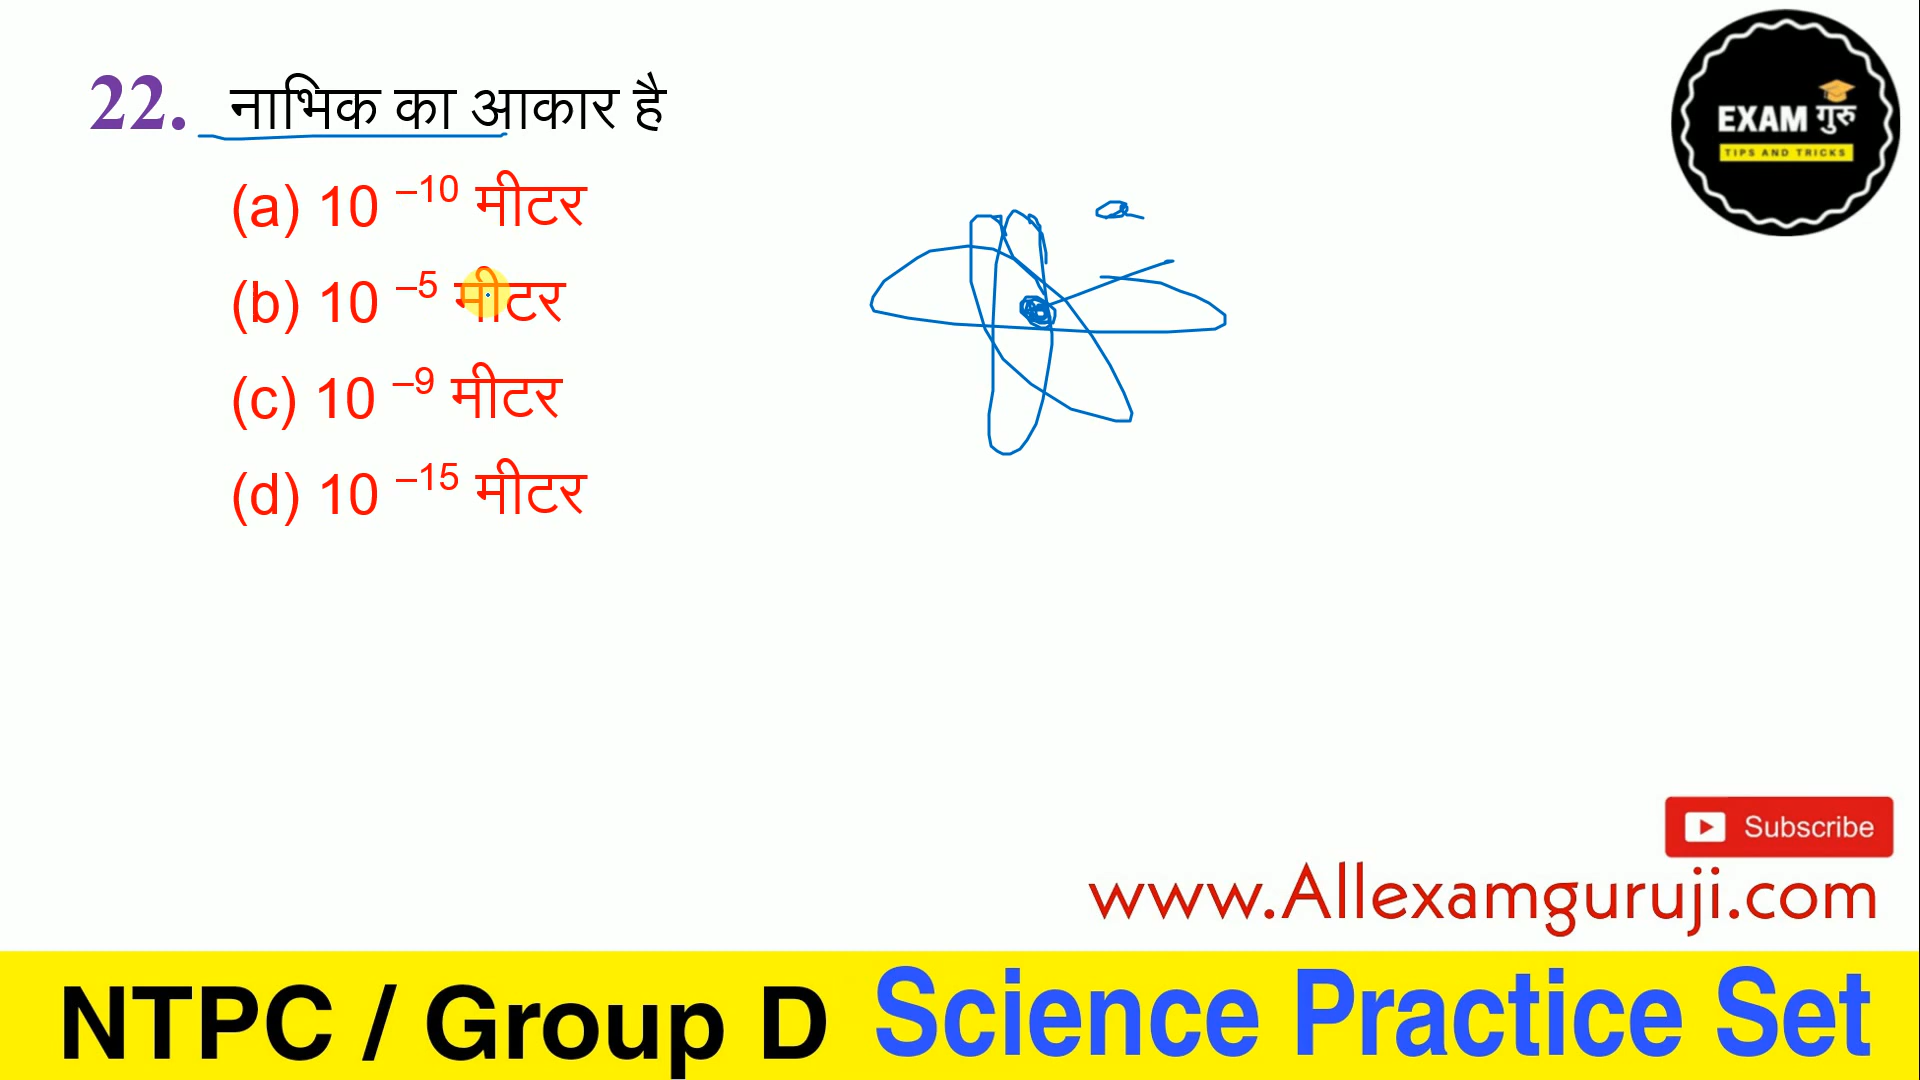 22. नाभिक का आकार है
(a) 10 –10 मीटर
(b) 10 –5 मीटर
(c) 10 –9 मीटर
(d) 10 –15 मीटर
EXAM गुरु
TIPS AND TRICKS
Subscribe
www.Allexamguruji.com
NTPC / Group D Science Practice Set